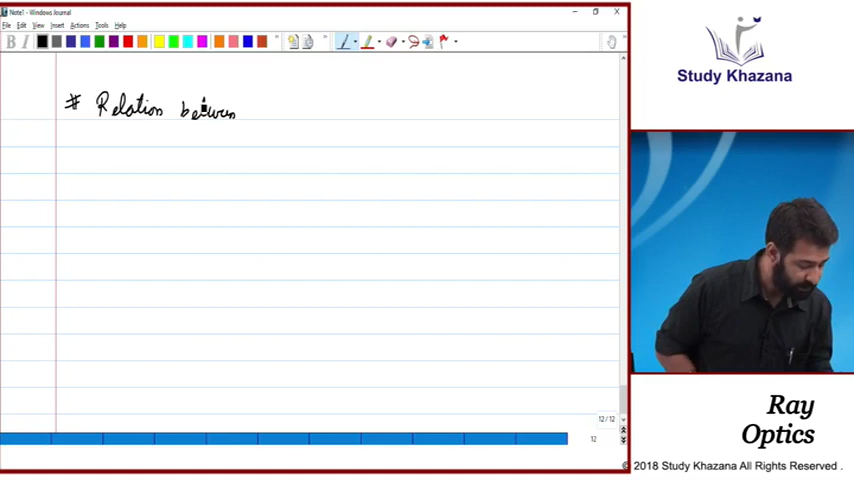 Note1 - Windows Journal
File Edit View Insert Actions Tools Help
B I
# Relation between
12 / 12
12
Study Khazana
Ray
Optics
© 2018 Study Khazana All Rights Reserved .